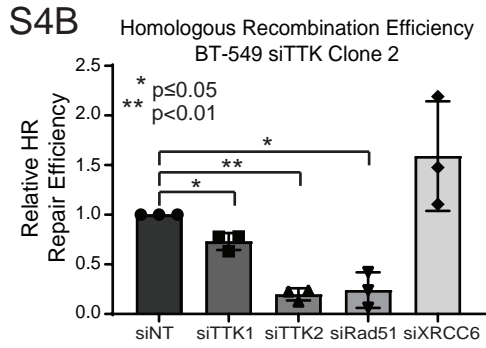 S4B
Homologous Recombination Efficiency
BT-549 siTTK Clone 2
Relative HR
Repair Efficiency
2.5
2.0
1.5
1.0
0.5
0.0
* p≤0.05
** p<0.01
*
**
*
siNT siTTK1 siTTK2 siRad51 siXRCC6